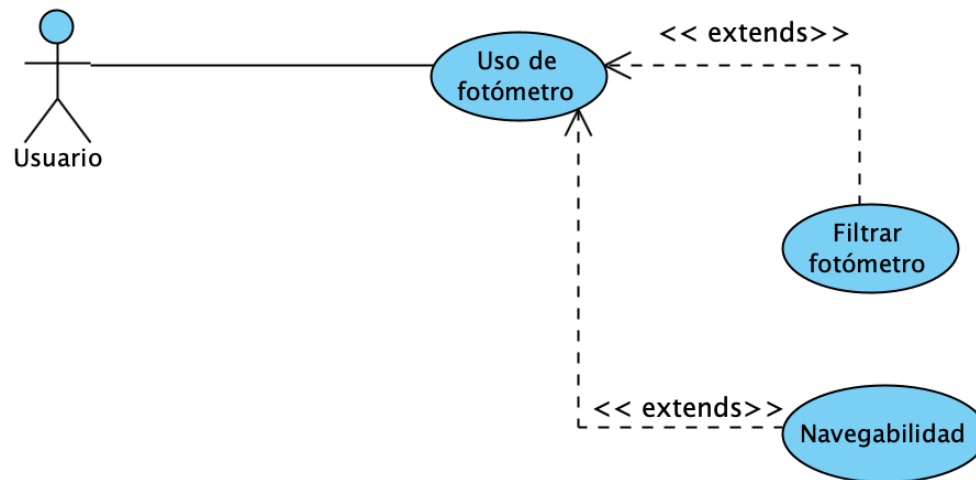 << extends>>
Uso de
fotómetro
Usuario
Filtrar
fotómetro
<< extends>>
Navegabilidad